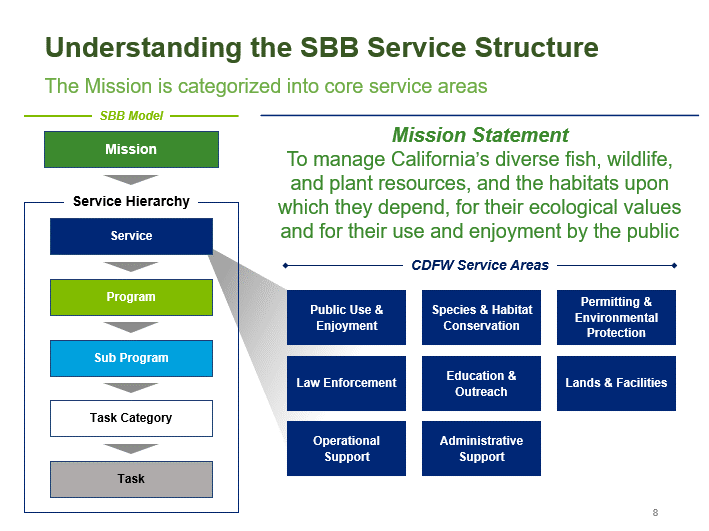 Understanding the SBB Service Structure
The Mission is categorized into core service areas
SBB Model
Mission
Service Hierarchy
Service
Program
Sub Program
Task Category
Task
Mission Statement
To manage California’s diverse fish, wildlife,
and plant resources, and the habitats upon
which they depend, for their ecological values
and for their use and enjoyment by the public
CDFW Service Areas
Public Use &
Enjoyment
Species & Habitat
Conservation
Permitting &
Environmental
Protection
Law Enforcement
Education &
Outreach
Lands & Facilities
Operational
Support
Administrative
Support
8